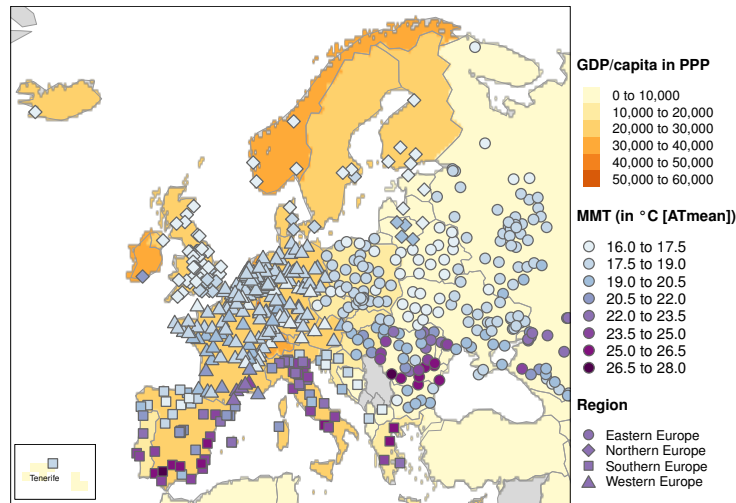 GDP/capita in PPP
0 to 10,000
10,000 to 20,000
20,000 to 30,000
30,000 to 40,000
40,000 to 50,000
50,000 to 60,000
MMT (in °C [ATmean])
16.0 to 17.5
17.5 to 19.0
19.0 to 20.5
20.5 to 22.0
22.0 to 23.5
23.5 to 25.0
25.0 to 26.5
26.5 to 28.0
Region
Eastern Europe
Northern Europe
Southern Europe
Western Europe
Tenerife